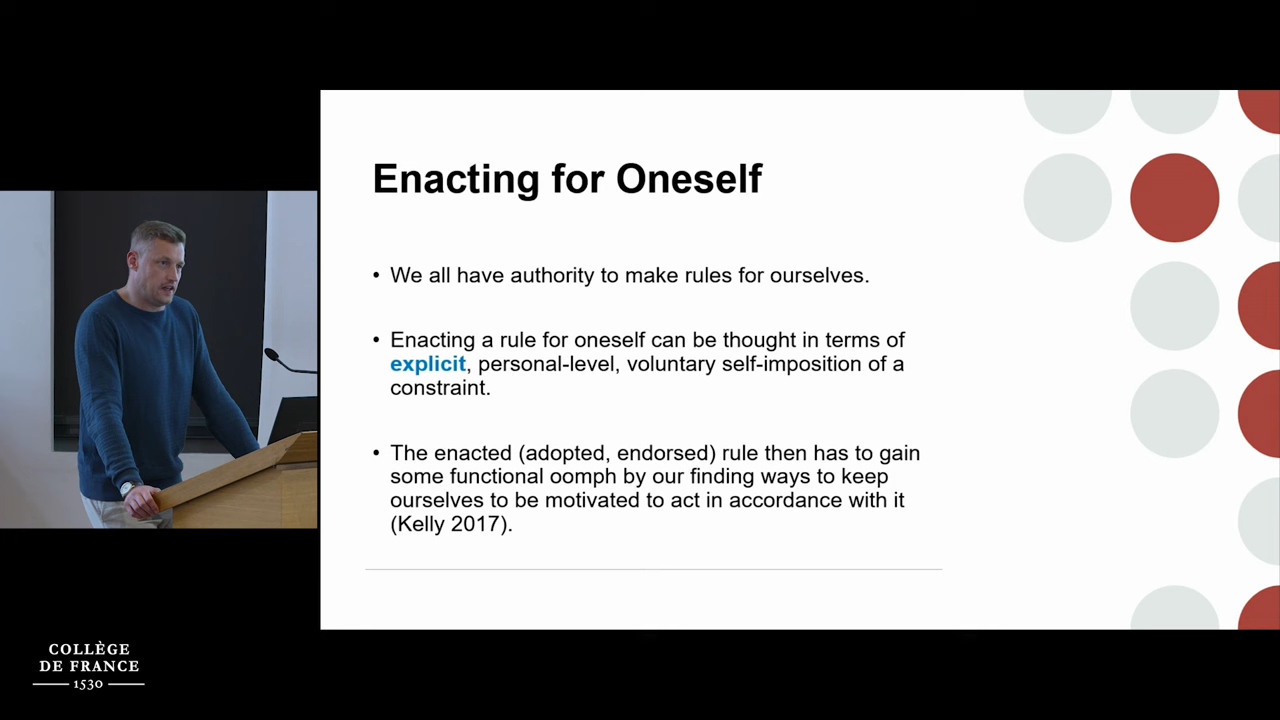 Enacting for Oneself
• We all have authority to make rules for ourselves.
• Enacting a rule for oneself can be thought in terms of
explicit, personal-level, voluntary self-imposition of a
constraint.
• The enacted (adopted, endorsed) rule then has to gain
some functional oomph by our finding ways to keep
ourselves to be motivated to act in accordance with it
(Kelly 2017).
COLLÈGE
DE FRANCE
1530